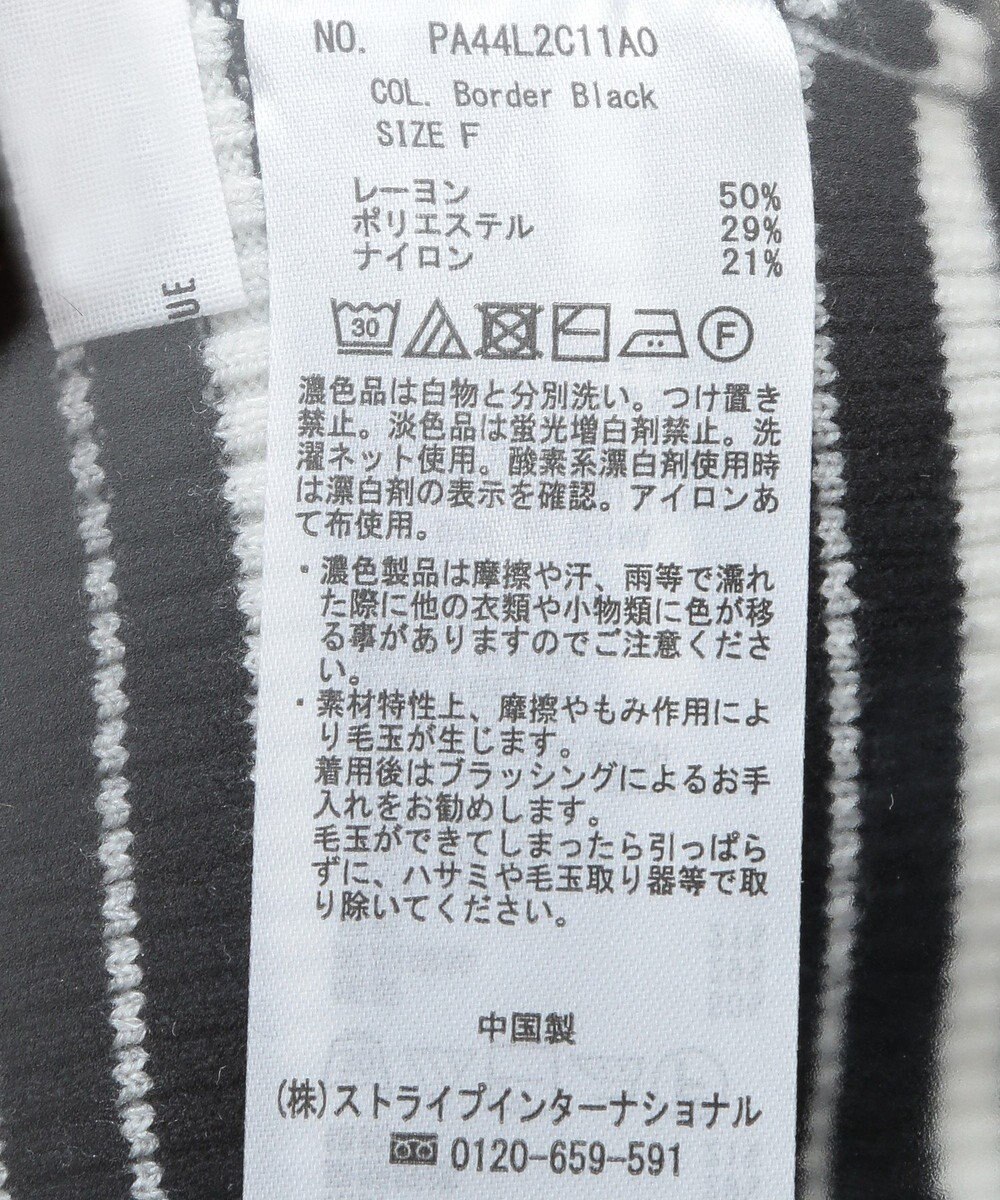 NO. PA44L2C11A0
COL. Border Black
SIZE F
レーヨン 50%
ポリエステル 29%
ナイロン 21%
UE
30
F
濃色品は白物と分別洗い。つけ置き
禁止。淡色品は蛍光増白剤禁止。洗
濯ネット使用。酸素系漂白剤使用時
は漂白剤の表示を確認。アイロンあ
て布使用。
・濃色製品は摩擦や汗、雨等で濡れ
た際に他の衣類や小物類に色が移
る事がありますのでご注意くださ
い。
・素材特性上、摩擦やもみ作用によ
り毛玉が生じます。
着用後はブラッシングによるお手
入れをお勧めします。
毛玉ができてしまったら引っぱら
ずに、ハサミや毛玉取り器等で取
り除いてください。
中国製
(株)ストライプインターナショナル
0120-659-591